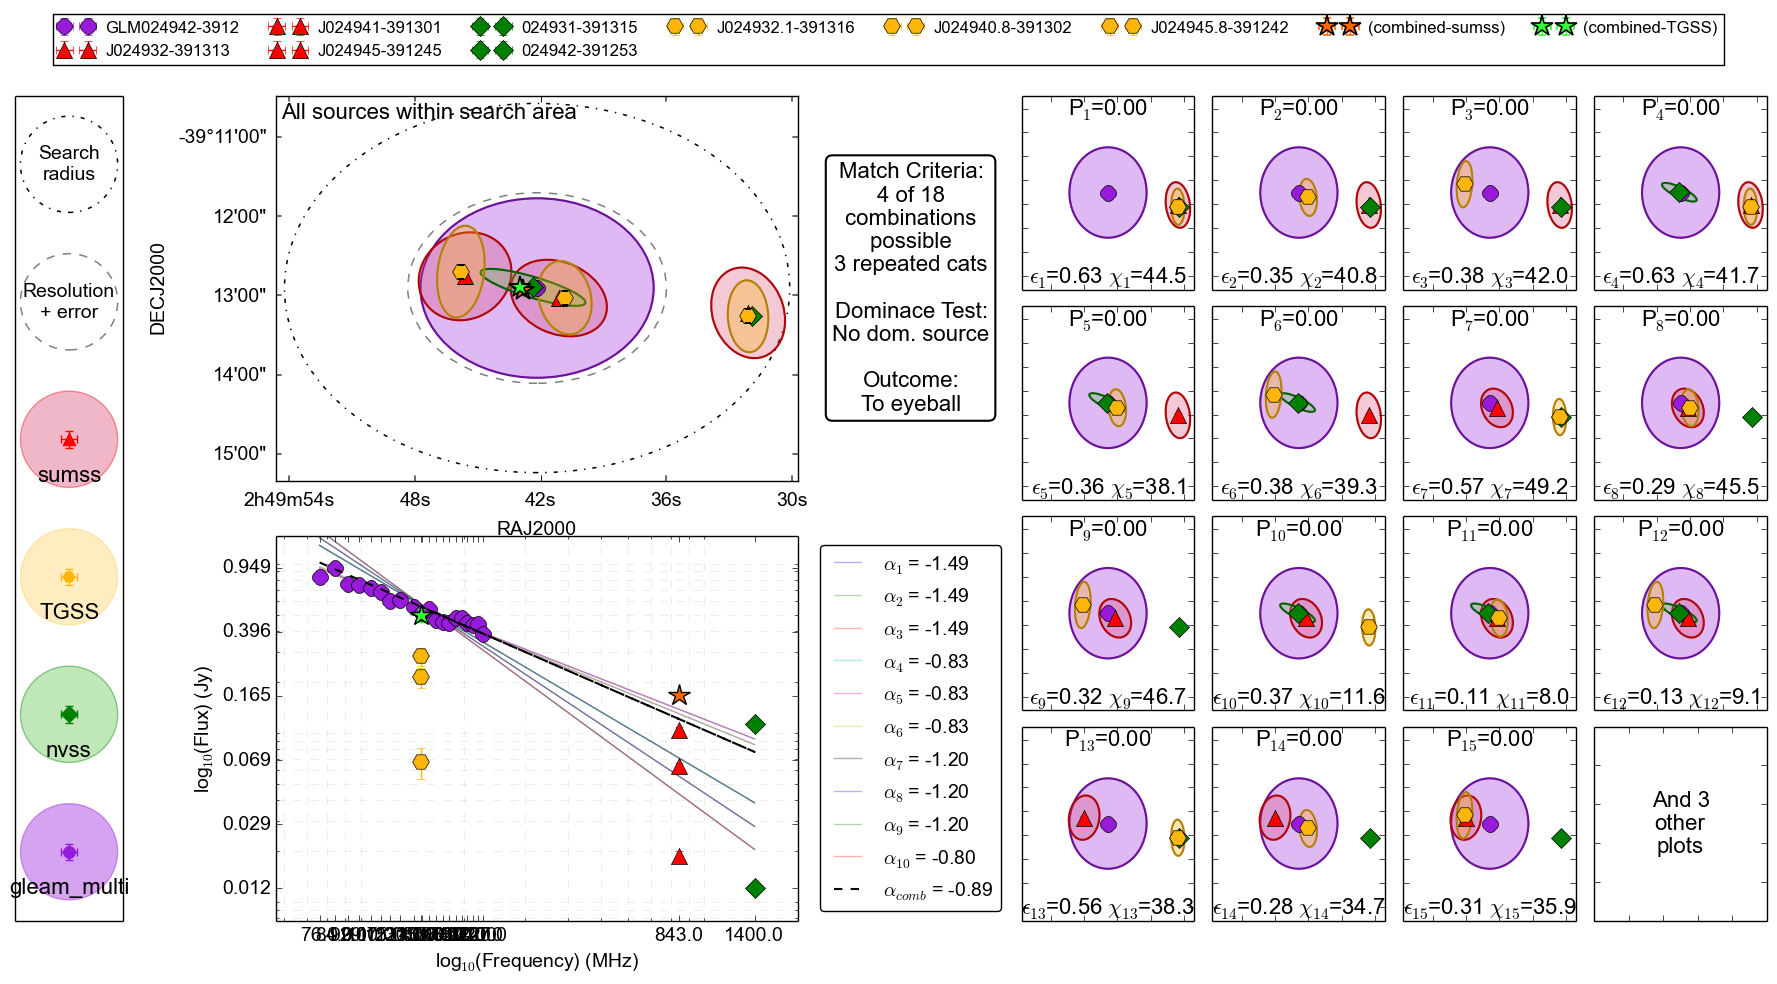 GLM024942-3912
J024941-391301
024931-391315
J024932.1-391316
J024940.8-391302
J024945.8-391242
(combined-sumss)
(combined-TGSS)
J024932-391313
J024945-391245
024942-391253
Search
radius
Resolution
+ error
sumss
TGSS
nvss
gleam_multi
All sources within search area
DECJ2000
-39°11'00"
12'00"
13'00"
14'00"
15'00"
2h49m54s
48s
42s
36s
30s
RAJ2000
Match Criteria:
4 of 18
combinations
possible
3 repeated cats
Dominace Test:
No dom. source
Outcome:
To eyeball
log₁₀(Flux) (Jy)
0.949
0.396
0.165
0.069
0.029
0.012
843.0
1400.0
log₁₀(Frequency) (MHz)
α₁ = -1.49
α₂ = -1.49
α₃ = -1.49
α₄ = -0.83
α₅ = -0.83
α₆ = -0.83
α₇ = -1.20
α₈ = -1.20
α₉ = -1.20
α₁₀ = -0.80
α_comb = -0.89
P₁=0.00
ϵ₁=0.63 χ₁=44.5
P₂=0.00
ϵ₂=0.35 χ₂=40.8
P₃=0.00
ϵ₃=0.38 χ₃=42.0
P₄=0.00
ϵ₄=0.63 χ₄=41.7
P₅=0.00
ϵ₅=0.36 χ₅=38.1
P₆=0.00
ϵ₆=0.38 χ₆=39.3
P₇=0.00
ϵ₇=0.57 χ₇=49.2
P₈=0.00
ϵ₈=0.29 χ₈=45.5
P₉=0.00
ϵ₉=0.32 χ₉=46.7
P₁₀=0.00
ϵ₁₀=0.37 χ₁₀=11.6
P₁₁=0.00
ϵ₁₁=0.11 χ₁₁=8.0
P₁₂=0.00
ϵ₁₂=0.13 χ₁₂=9.1
P₁₃=0.00
ϵ₁₃=0.56 χ₁₃=38.3
P₁₄=0.00
ϵ₁₄=0.28 χ₁₄=34.7
P₁₅=0.00
ϵ₁₅=0.31 χ₁₅=35.9
And 3
other
plots